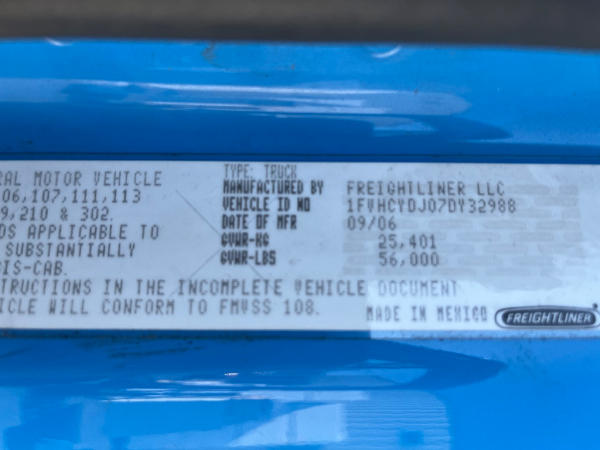 RAL MOTOR VEHICLE
06,107,111,113
9,210 & 302.
DS APPLICABLE TO
SUBSTANTIALLY
IS-CAB.
TYPE: TRUCK
MANUFACTURED BY FREIGHTLINER LLC
VEHICLE ID NO 1FVHCYDJ07DY32988
DATE OF MFR 09/06
GVWR-KG 25,401
GVWR-LBS 56,000
TRUCTIONS IN THE INCOMPLETE VEHICLE DOCUMENT
ICLE WILL CONFORM TO FMVSS 108.
MADE IN MEXICO FREIGHTLINER